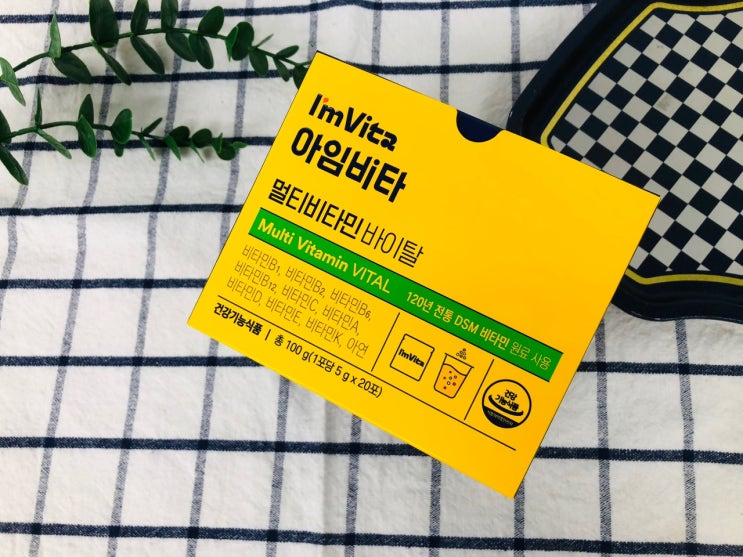 I'mVita
아임비타
멀티비타민 바이탈
Multi Vitamin VITAL 120년 전통 DSM 비타민 원료 사용
비타민B1, 비타민B2, 비타민B6,
비타민B12, 비타민C, 비타민A,
비타민D, 비타민E, 비타민K, 아연
건강기능식품 | 총 100 g(1포당 5 g x 20포)
I'mVita
건강
기능식품